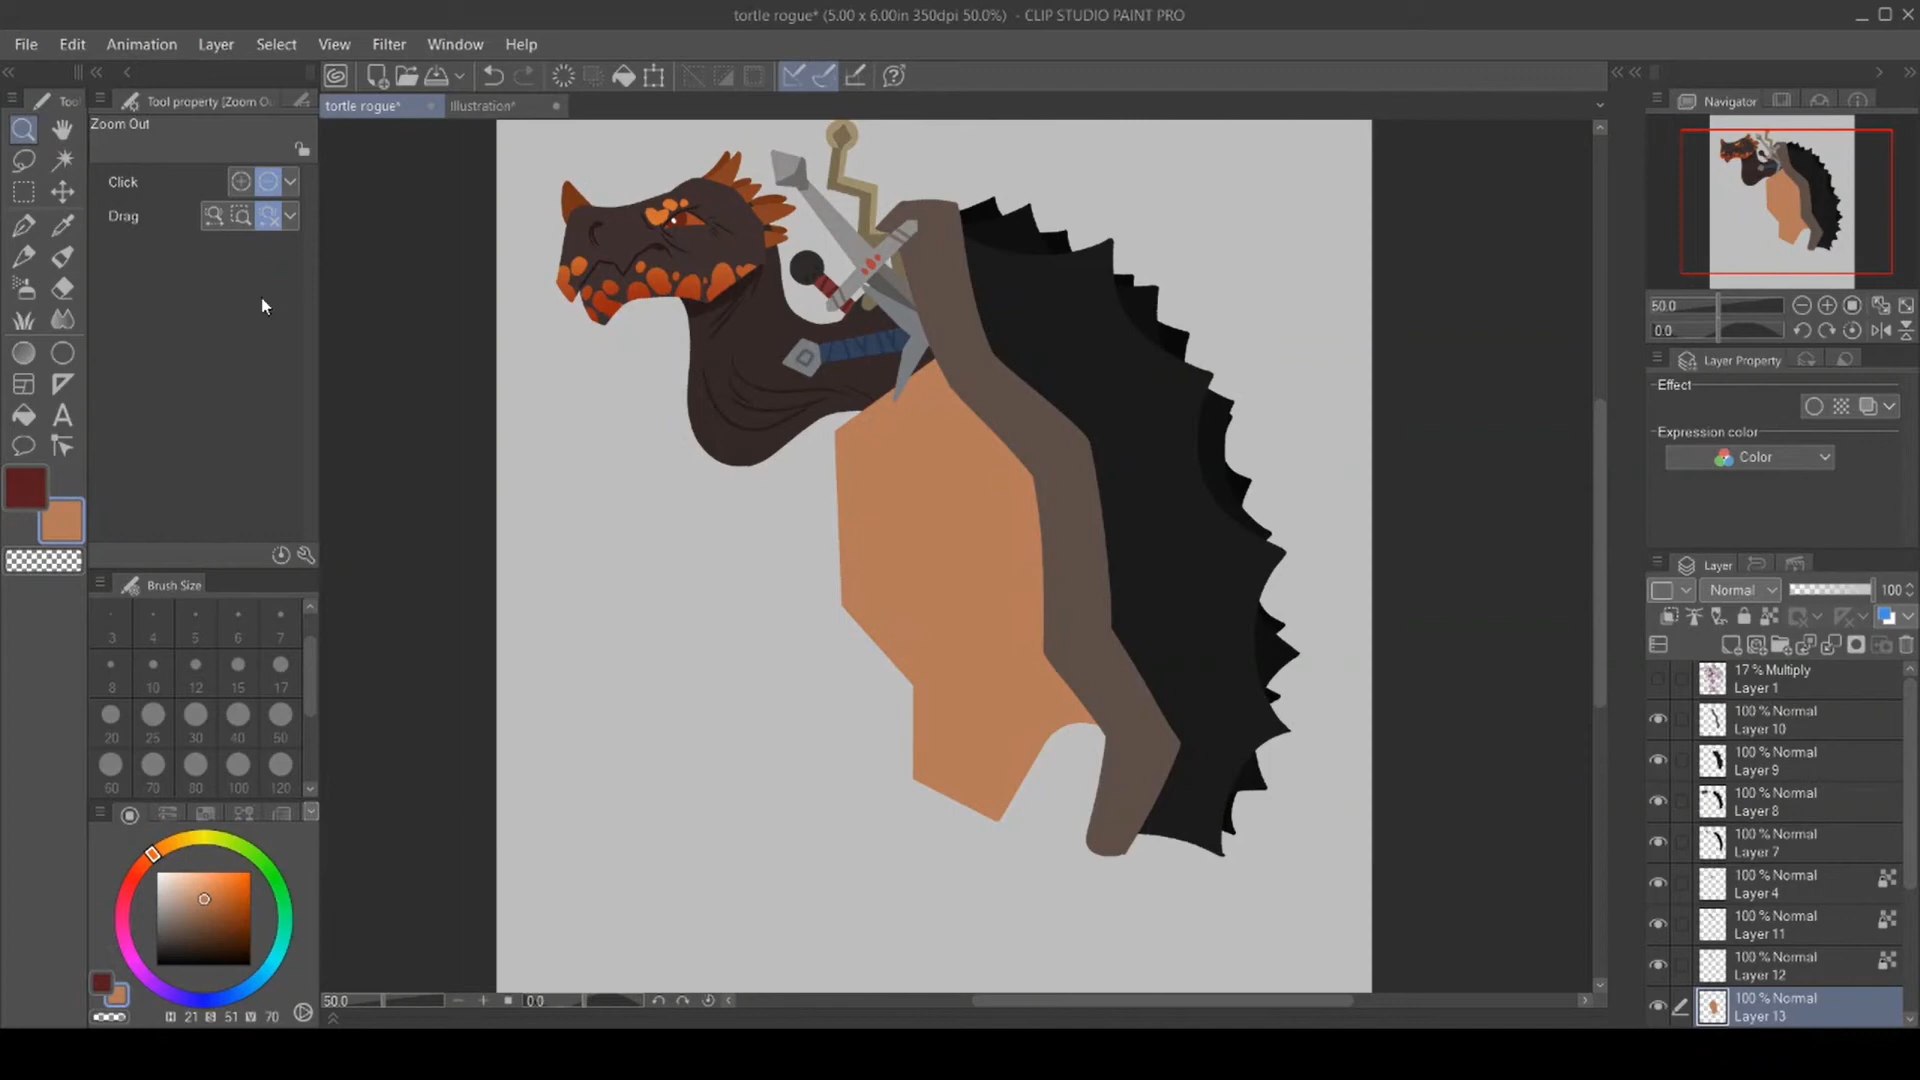 tortle rogue* (5.00 x 6.00in 350dpi 50.0%) - CLIP STUDIO PAINT PRO
File Edit Animation Layer Select View Filter Window Help
Tool property [Zoom Ou
tortle rogue* Illustration*
Navigator
Zoom Out
Click
Drag
50.0
0.0
Layer Property
Effect
Expression color
Color
Layer
Normal 100
Brush Size
3 4 5 6 7
8 10 12 15 17
20 25 30 40 50
60 70 80 100 120
17 % Multiply
Layer 1
100 % Normal
Layer 10
100 % Normal
Layer 9
100 % Normal
Layer 8
100 % Normal
Layer 7
100 % Normal
Layer 4
100 % Normal
Layer 11
100 % Normal
Layer 12
100 % Normal
Layer 13
50.0 0.0
H 21 S 51 V 70